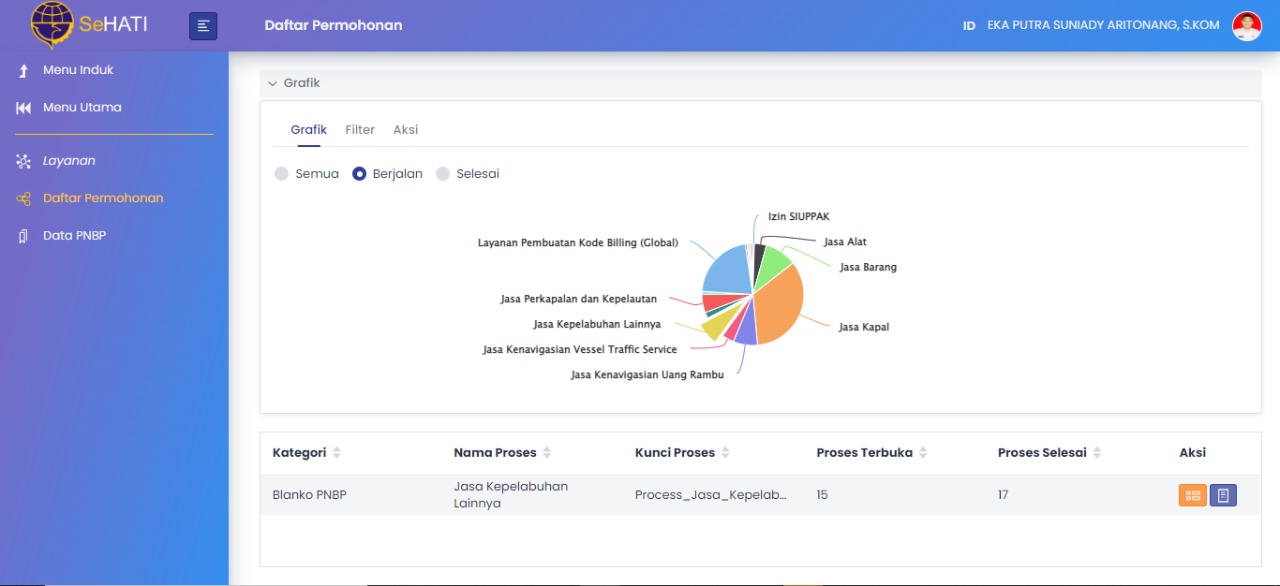 SeHATI
Daftar Permohonan
ID EKA PUTRA SUNIADY ARITONANG, S.KOM
Menu Induk
Menu Utama
Layanan
Daftar Permohonan
Data PNBP
Grafik
Grafik Filter Aksi
Semua Berjalan Selesai
Izin SIUPPAK
Layanan Pembuatan Kode Billing (Global)
Jasa Alat
Jasa Barang
Jasa Perkapalan dan Kepelautan
Jasa Kepelabuhan Lainnya
Jasa Kapal
Jasa Kenavigasian Vessel Traffic Service
Jasa Kenavigasian Uang Rambu
Kategori Nama Proses Kunci Proses Proses Terbuka Proses Selesai Aksi
Blanko PNBP Jasa Kepelabuhan Process_Jasa_Kepelab... 15 17
Lainnya